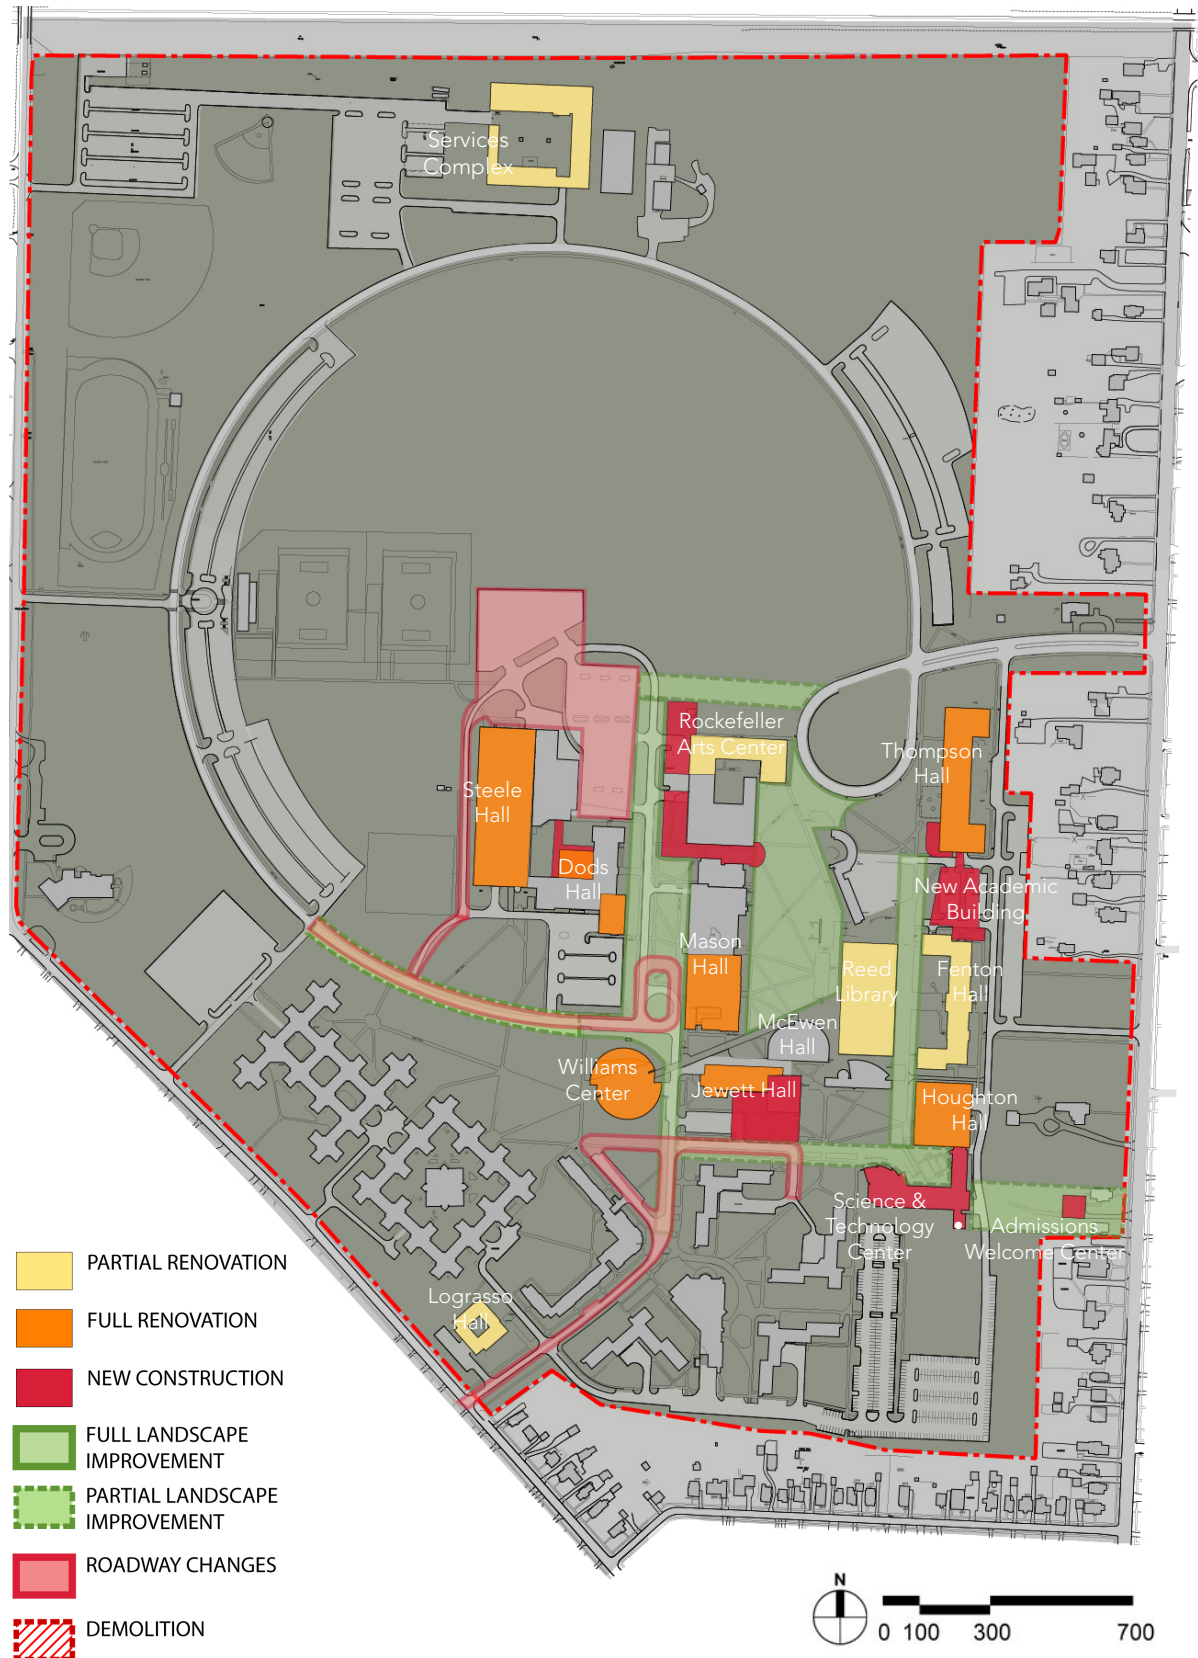 Services
Complex
Rockefeller
Arts Center
Thompson
Hall
Steele
Hall
Dods
Hall
New Academic
Building
Mason
Hall
Reed
Library
Fenton
Hall
McEwen
Hall
Williams
Center
Jewett Hall
Houghton
Hall
Science &
Technology
Center
Admissions
Welcome Center
Lograsso
Hall
PARTIAL RENOVATION
FULL RENOVATION
NEW CONSTRUCTION
FULL LANDSCAPE
IMPROVEMENT
PARTIAL LANDSCAPE
IMPROVEMENT
ROADWAY CHANGES
DEMOLITION
N
0 100 300 700